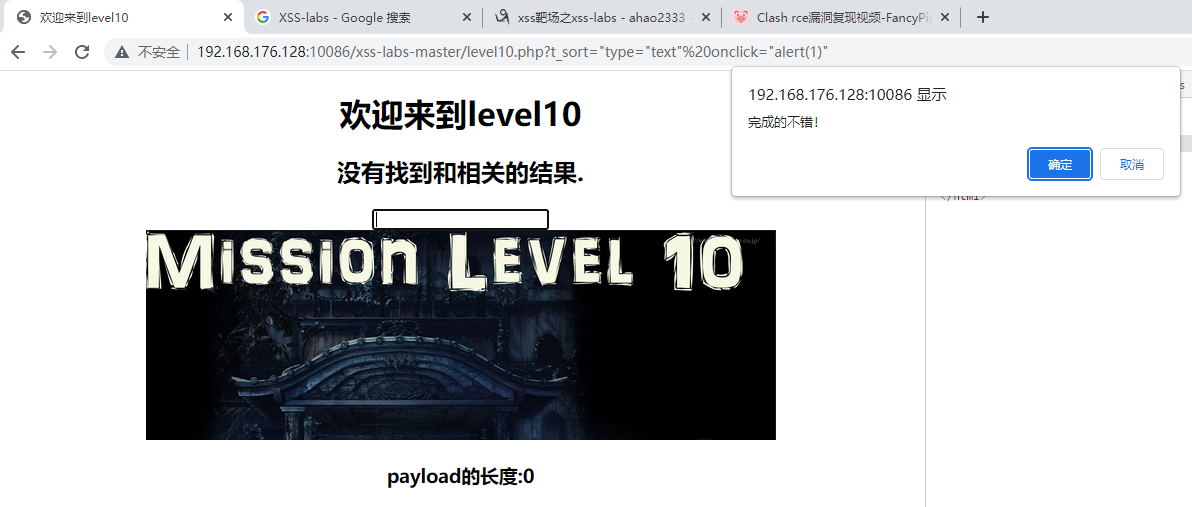 欢迎来到level10
XSS-labs - Google 搜索
xss靶场之xss-labs - ahao2333 -
Clash rce漏洞复现视频-FancyPi
不安全
192.168.176.128:10086/xss-labs-master/level10.php?t_sort="type="text"%20onclick="alert(1)"
192.168.176.128:10086 显示
完成的不错!
确定
取消
欢迎来到level10
没有找到和相关的结果.
</html>
MISSION LEVEL 10
payload的长度:0